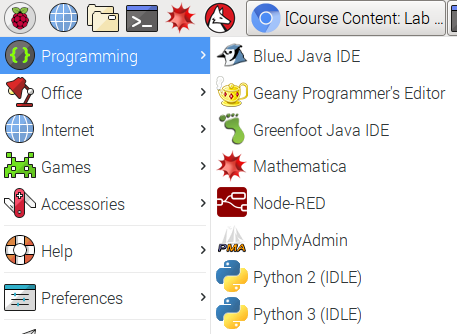 [Course Content: Lab ...
Programming
Office
Internet
Games
Accessories
Help
Preferences
BlueJ Java IDE
Geany Programmer's Editor
Greenfoot Java IDE
Mathematica
Node-RED
PMA phpMyAdmin
Python 2 (IDLE)
Python 3 (IDLE)